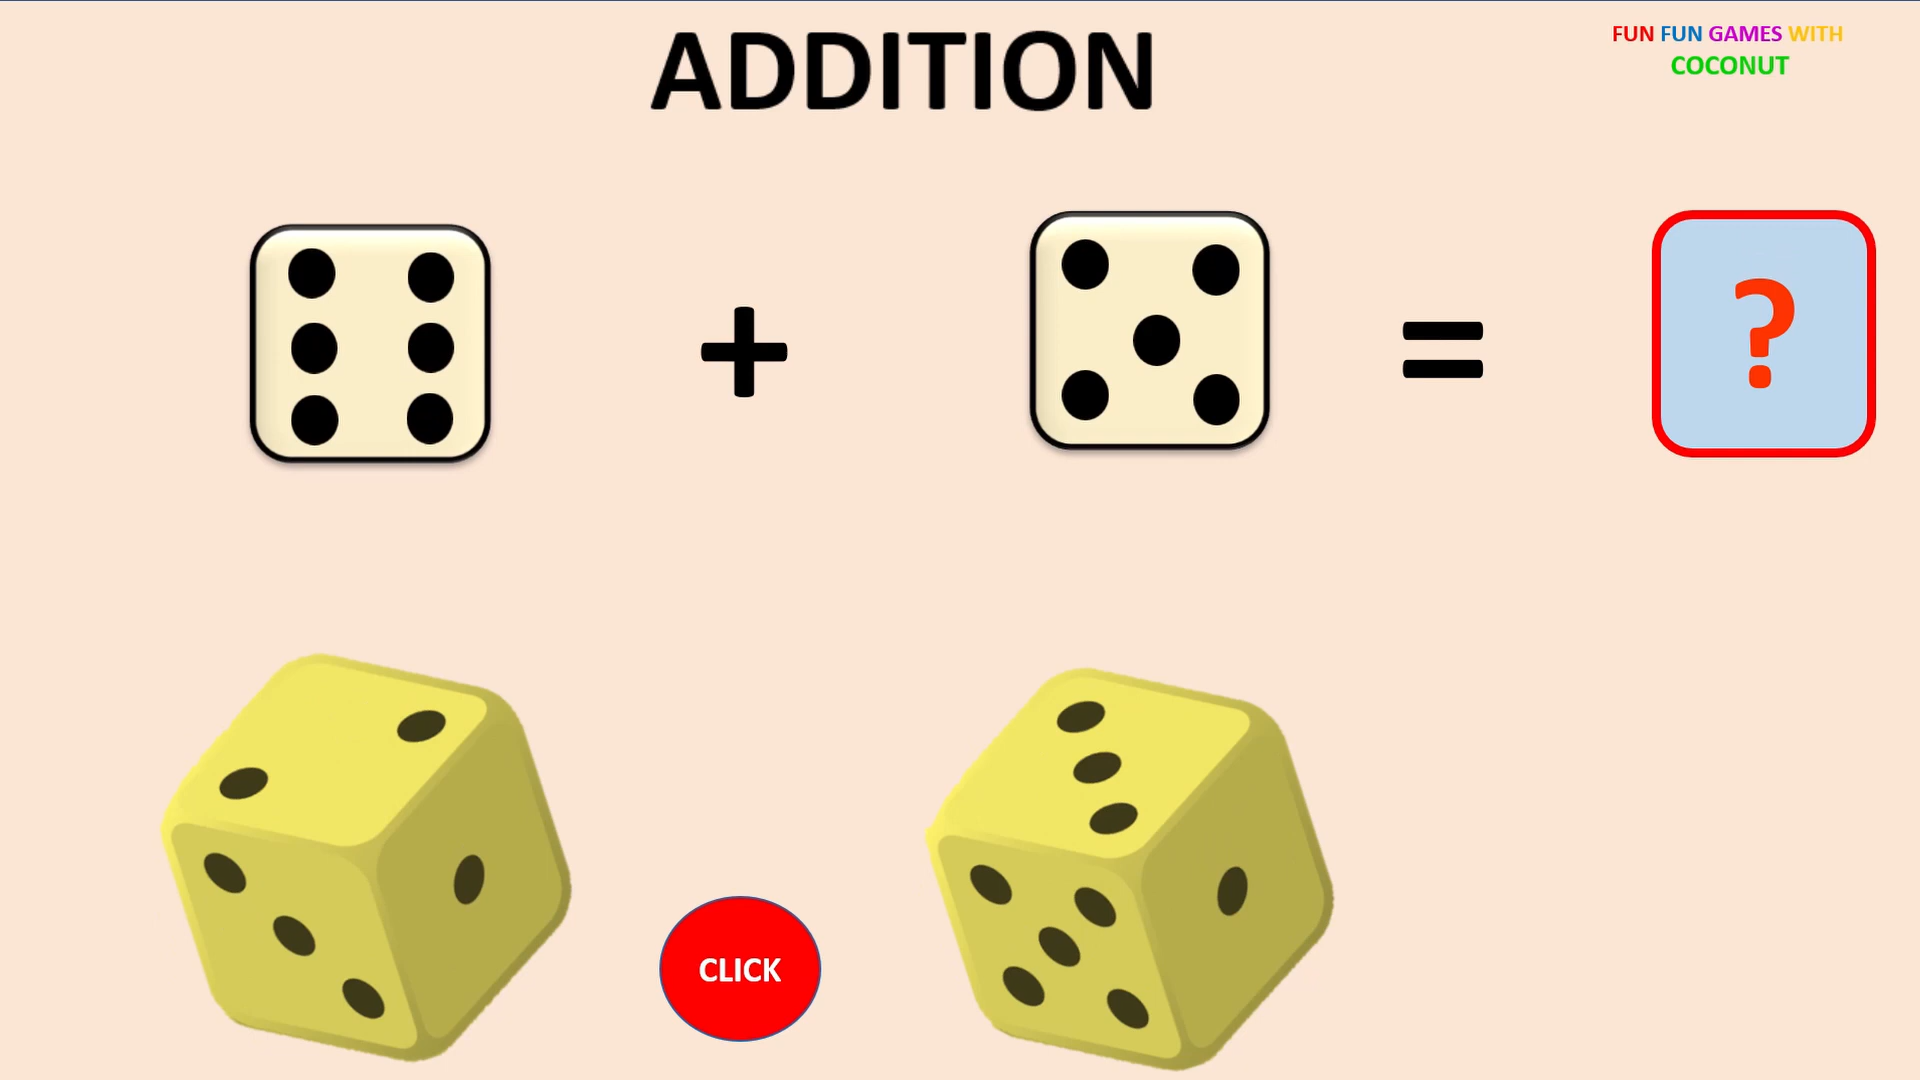 ADDITION
FUN FUN GAMES WITH
COCONUT
+ = ?
CLICK